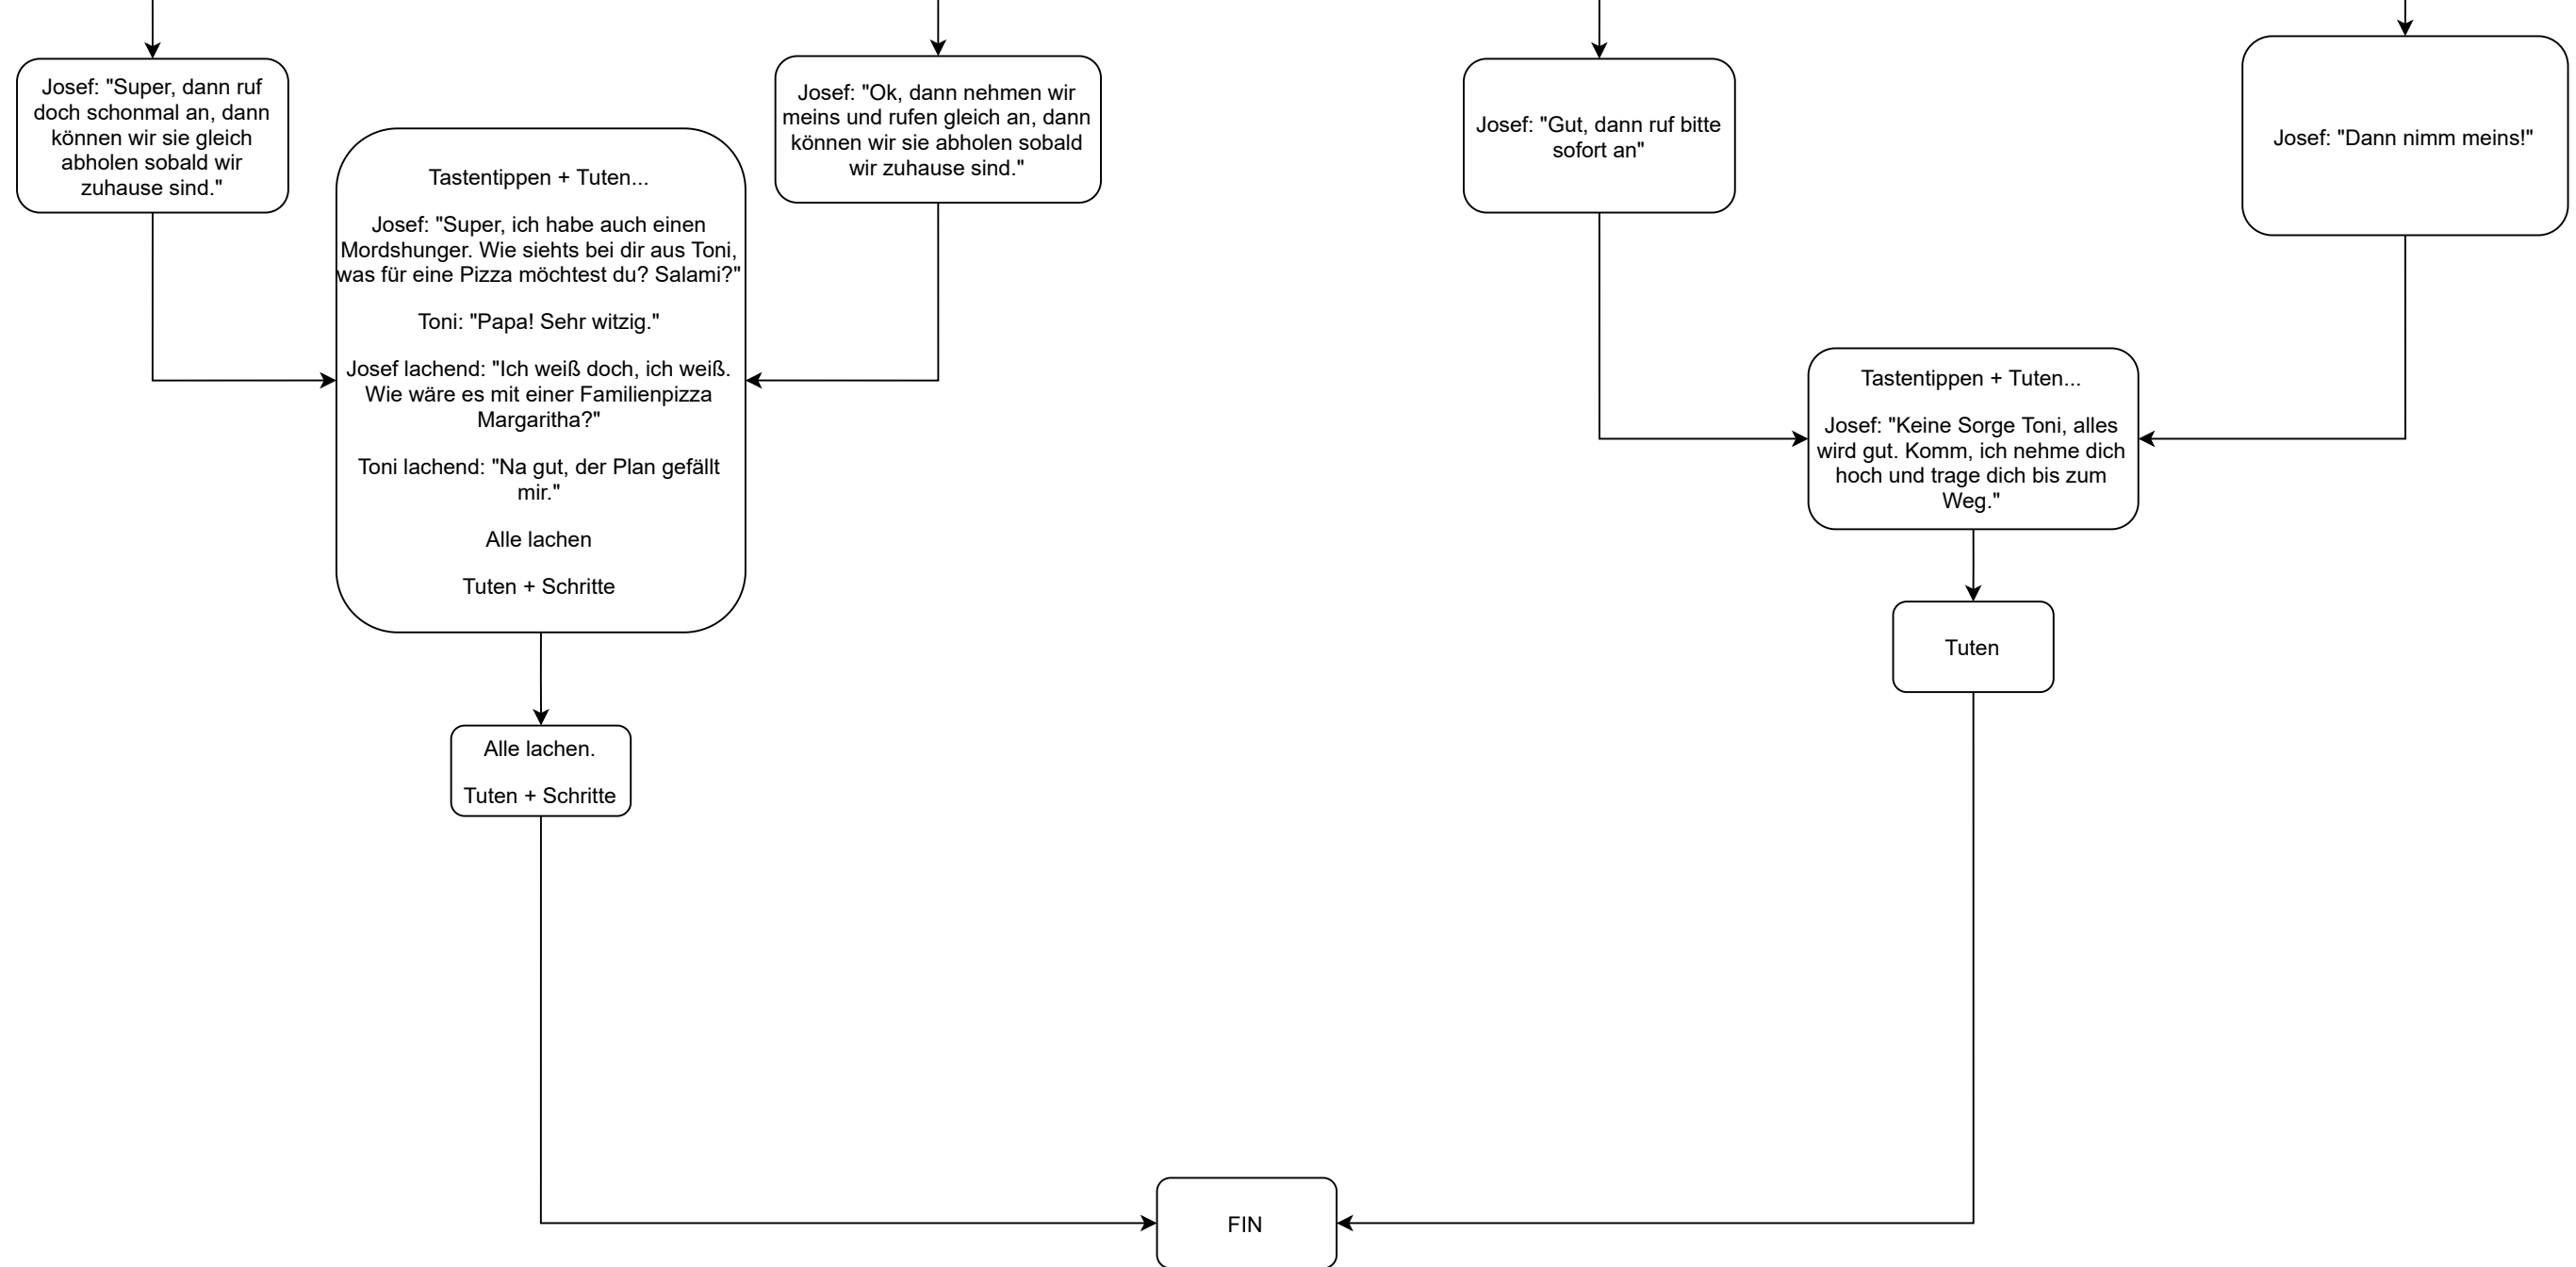 Josef: "Super, dann ruf
doch schonmal an, dann
können wir sie gleich
abholen sobald wir
zuhause sind."
Josef: "Ok, dann nehmen wir
meins und rufen gleich an, dann
können wir sie abholen sobald
wir zuhause sind."
Josef: "Gut, dann ruf bitte
sofort an"
Josef: "Dann nimm meins!"
Tastentippen + Tuten...
Josef: "Super, ich habe auch einen
Mordshunger. Wie siehts bei dir aus Toni,
was für eine Pizza möchtest du? Salami?"
Toni: "Papa! Sehr witzig."
Josef lachend: "Ich weiß doch, ich weiß.
Wie wäre es mit einer Familienpizza
Margaritha?"
Toni lachend: "Na gut, der Plan gefällt
mir."
Alle lachen
Tuten + Schritte
Tastentippen + Tuten...
Josef: "Keine Sorge Toni, alles
wird gut. Komm, ich nehme dich
hoch und trage dich bis zum
Weg."
Tuten
Alle lachen.
Tuten + Schritte
FIN